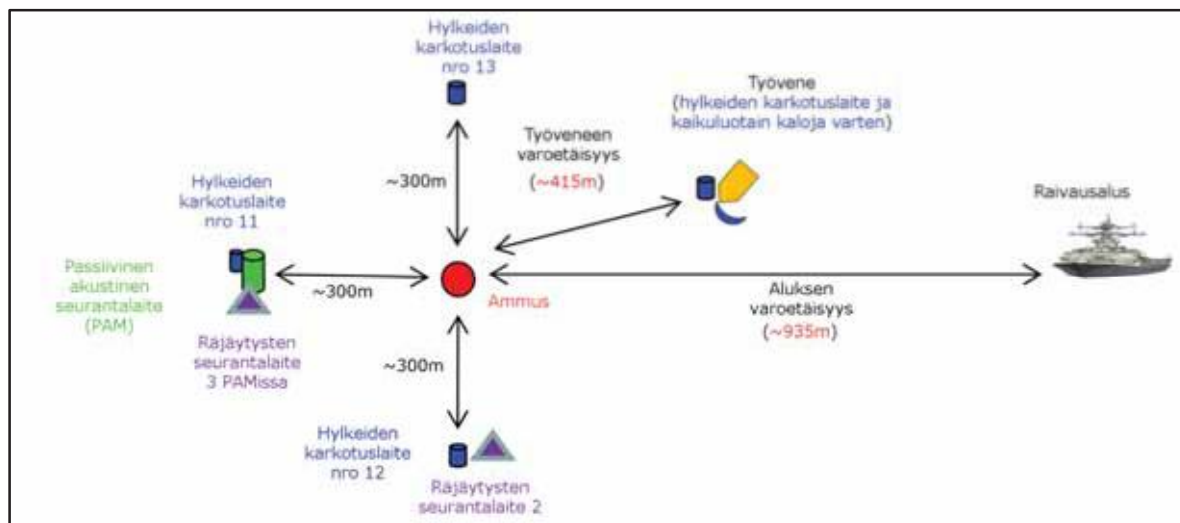 Hylkeiden
karkotuslaite
nro 13
Työvene
(hylkeiden karkotuslaite ja
kaikuluotain kaloja varten)
Työveneen
varoetäisyys
(~415m)
~300m
Hylkeiden
karkotuslaite
nro 11
Raivausalus
Passiivinen
akustinen
seurantalaite
(PAM)
~300m
Ammus
Aluksen
varoetäisyys
(~935m)
Räjäytysten
seurantalaite
3 PAMissa
~300m
Hylkeiden
karkotuslaite
nro 12
Räjäytysten
seurantalaite 2